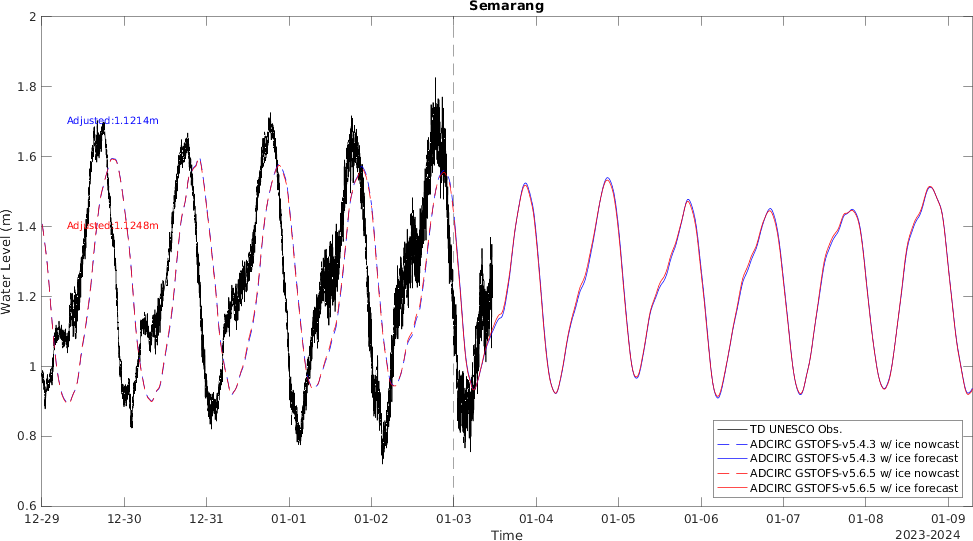 Semarang
2
1.8
1.6
1.4
1.2
1
0.8
0.6
Water Level (m)
Adjusted:1.1214m
Adjusted:1.1248m
12-29 12-30 12-31 01-01 01-02 01-03 01-04 01-05 01-06 01-07 01-08 01-09
Time
2023-2024
TD UNESCO Obs.
ADCIRC GSTOFS-v5.4.3 w/ ice nowcast
ADCIRC GSTOFS-v5.4.3 w/ ice forecast
ADCIRC GSTOFS-v5.6.5 w/ ice nowcast
ADCIRC GSTOFS-v5.6.5 w/ ice forecast